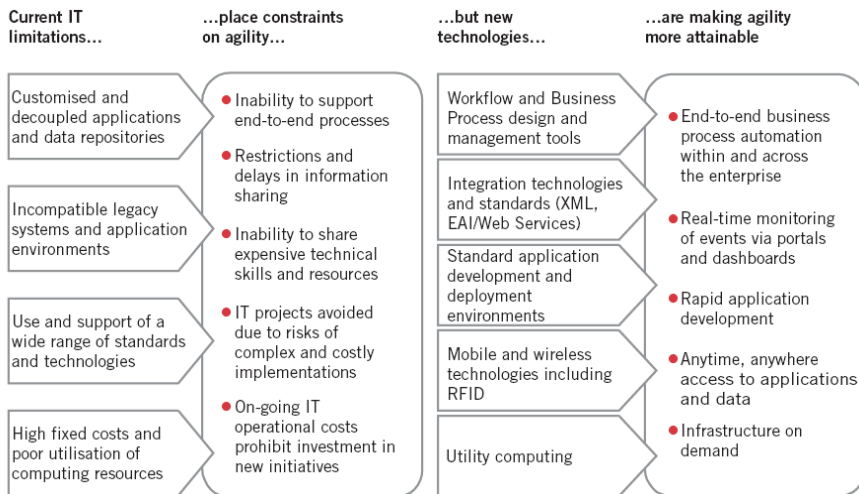 Current IT
limitations...
...place constraints
on agility...
...but new
technologies...
...are making agility
more attainable
Customised and
decoupled applications
and data repositories
Incompatible legacy
systems and application
environments
Use and support of a
wide range of standards
and technologies
High fixed costs and
poor utilisation of
computing resources
• Inability to support
end-to-end processes
• Restrictions and
delays in information
sharing
• Inability to share
expensive technical
skills and resources
• IT projects avoided
due to risks of
complex and costly
implementations
• On-going IT
operational costs
prohibit investment in
new initiatives
Workflow and Business
Process design and
management tools
Integration technologies
and standards (XML,
EAI/Web Services)
Standard application
development and
deployment
environments
Mobile and wireless
technologies including
RFID
Utility computing
• End-to-end business
process automation
within and across
the enterprise
• Real-time monitoring
of events via portals
and dashboards
• Rapid application
development
• Anytime, anywhere
access to applications
and data
• Infrastructure on
demand